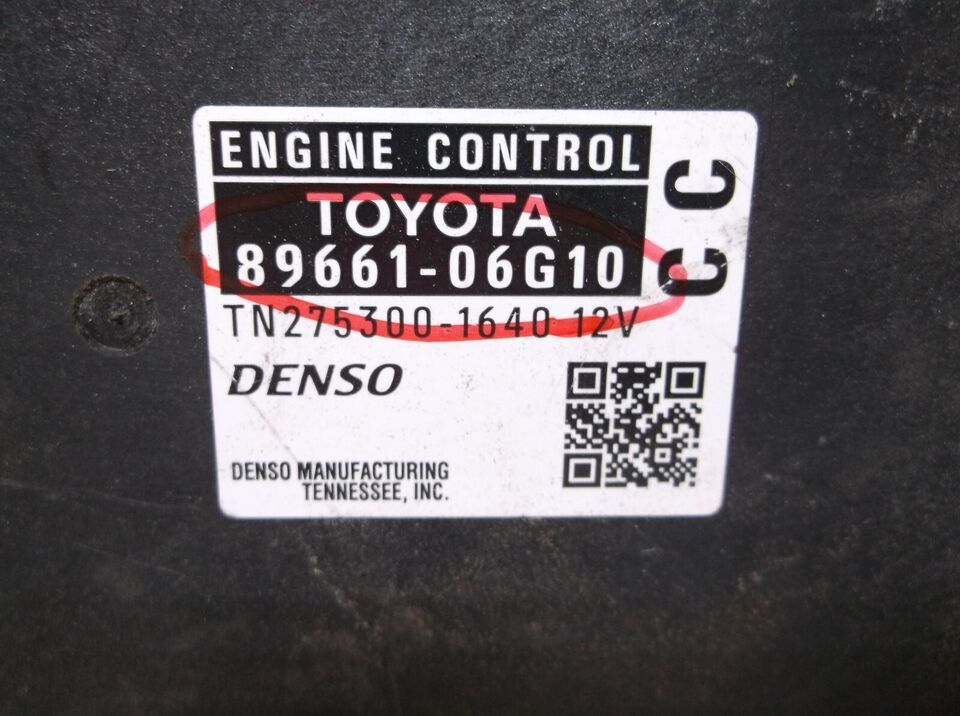 ENGINE CONTROL
TOYOTA
89661-06G10
TN275300-1640 12V
DENSO
DENSO MANUFACTURING
TENNESSEE, INC.
CC